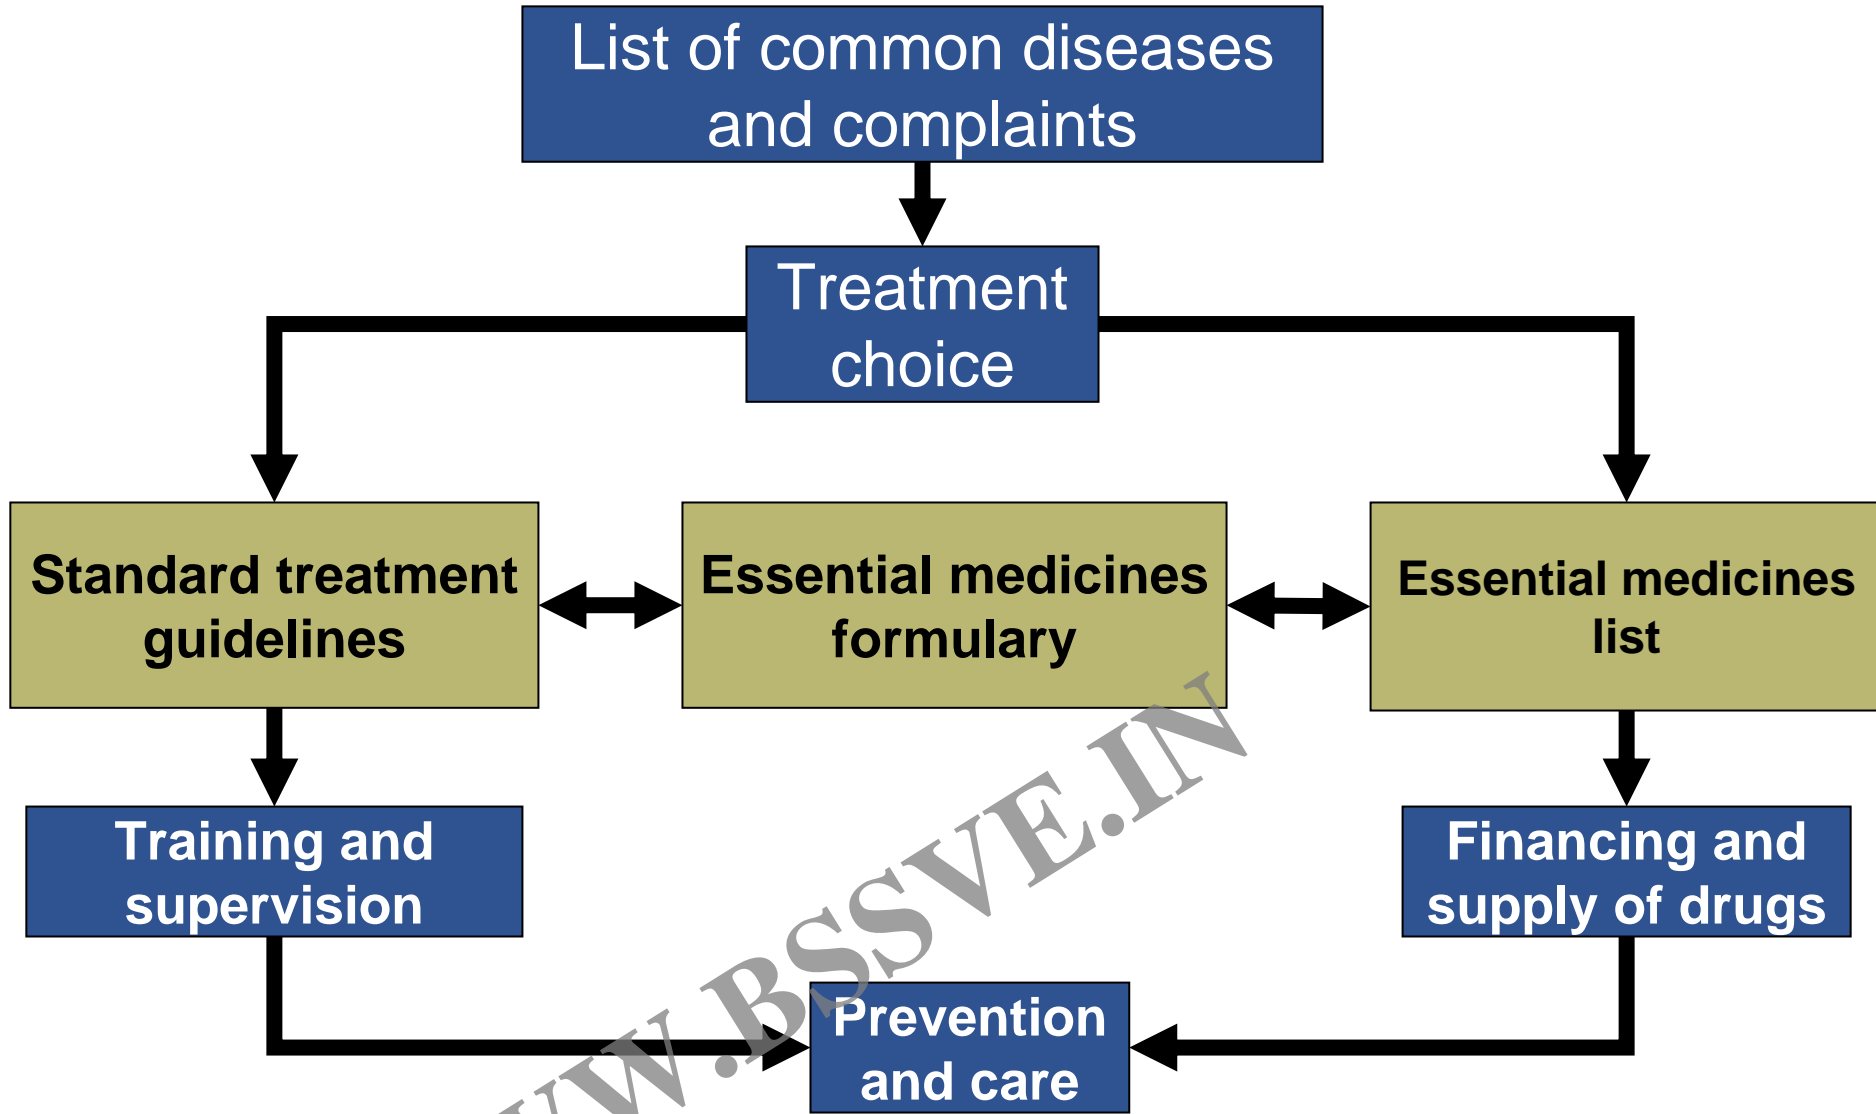 List of common diseases
and complaints
Treatment
choice
Standard treatment
guidelines
Essential medicines
formulary
Essential medicines
list
Training and
supervision
Financing and
supply of drugs
Prevention
and care
WW.BSSVE.IN